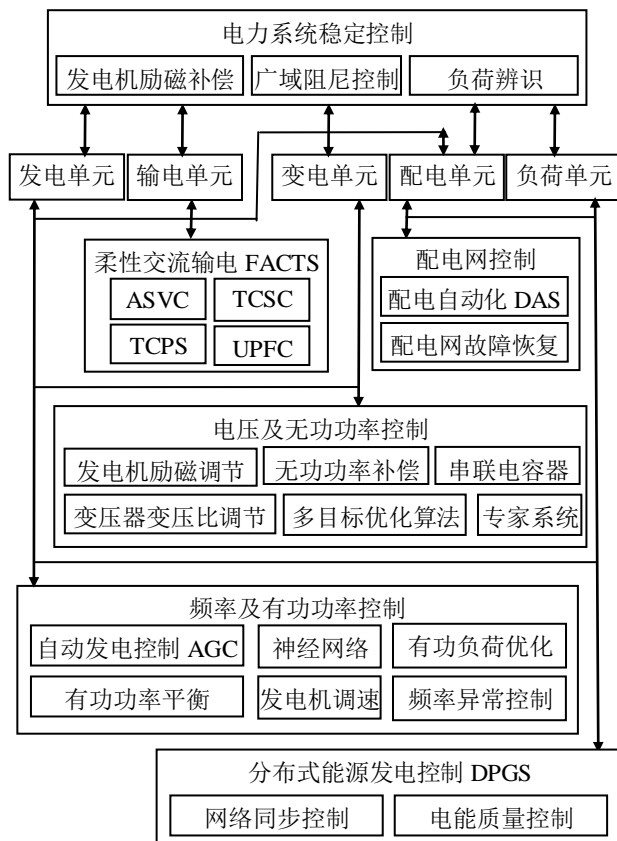 电力系统稳定控制
发电机励磁补偿 广域阻尼控制 负荷辨识
发电单元 输电单元 变电单元 配电单元 负荷单元
柔性交流输电 FACTS
ASVC TCSC
TCPS UPFC
配电网控制
配电自动化 DAS
配电网故障恢复
电压及无功功率控制
发电机励磁调节 无功功率补偿 串联电容器
变压器变压比调节 多目标优化算法 专家系统
频率及有功功率控制
自动发电控制 AGC 神经网络 有功负荷优化
有功功率平衡 发电机调速 频率异常控制
分布式能源发电控制 DPGS
网络同步控制 电能质量控制